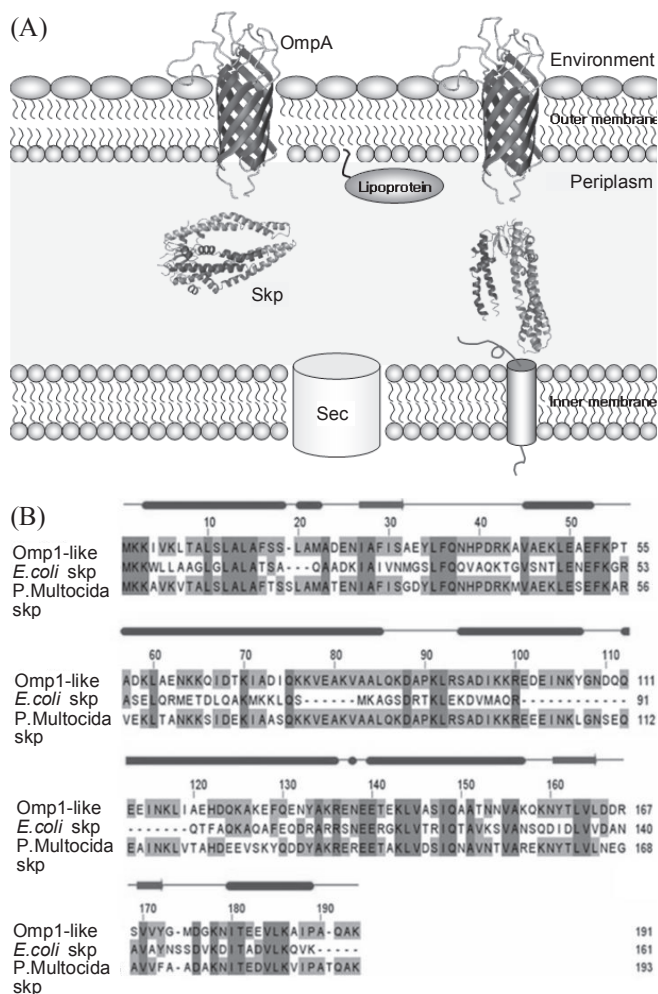 (A)
OmpA
Environment
Outer membrane
Lipoprotein
Periplasm
Skp
Sec
Inner membrane
(B)
10 20 30 40 50
Omp1-like MKKIVKLTALSLALAFSS-LAMADENIAFISAEYLFQNHPDRKAVAEKLEAEFKPT 55
E.coli skp MKKWLLAAGLGLALATSA---QAADKIAIVNMGSLFQQVAQKTGVSNTLENEFKGR 53
P.Multocida MKKAVKVTALSLALAFTSSLAMATENIAFISGDYLFQNHPDRKMVAEKLESEFKAR 56
skp
60 70 80 90 100 110
Omp1-like ADKLAENKKQIDTKIADIQKKVEAKVAALQKDAPKLRSADIKKREDEINKYGNDQQ 111
E.coli skp ASELQRMETDLQAKMKKLQS------MKAGSDRTKLEKDVMAQR------------ 91
P.Multocida VEKLTANKKSIDEKIAASQKKVEAKVAALQKDAPKLRSADIKKREEEINKLGNSEQ 112
skp
120 130 140 150 160
Omp1-like EEINKLIAEHDQKAKEFQENYAKRENEETEKLVASIQAATNNVAKQKNYTLVLDDR 167
E.coli skp -------QTFAQKAQAFEQDRARRSNEERGKLVTRIQTAVKSVANSQDIDLVVDAN 140
P.Multocida EAINKLVTAHDEEVSKYQDDYAKREREETAKLVDSIQNAVNTVAREKNYTLVLNEG 168
skp
170 180 190
Omp1-like SVVYG-MDGKNITEEVLKAIPA-QAK 191
E.coli skp AVAYNSSDVKDITADVLKQVK----- 161
P.Multocida AVVFA-ADAKNITEDVLKVIPATQAK 193
skp